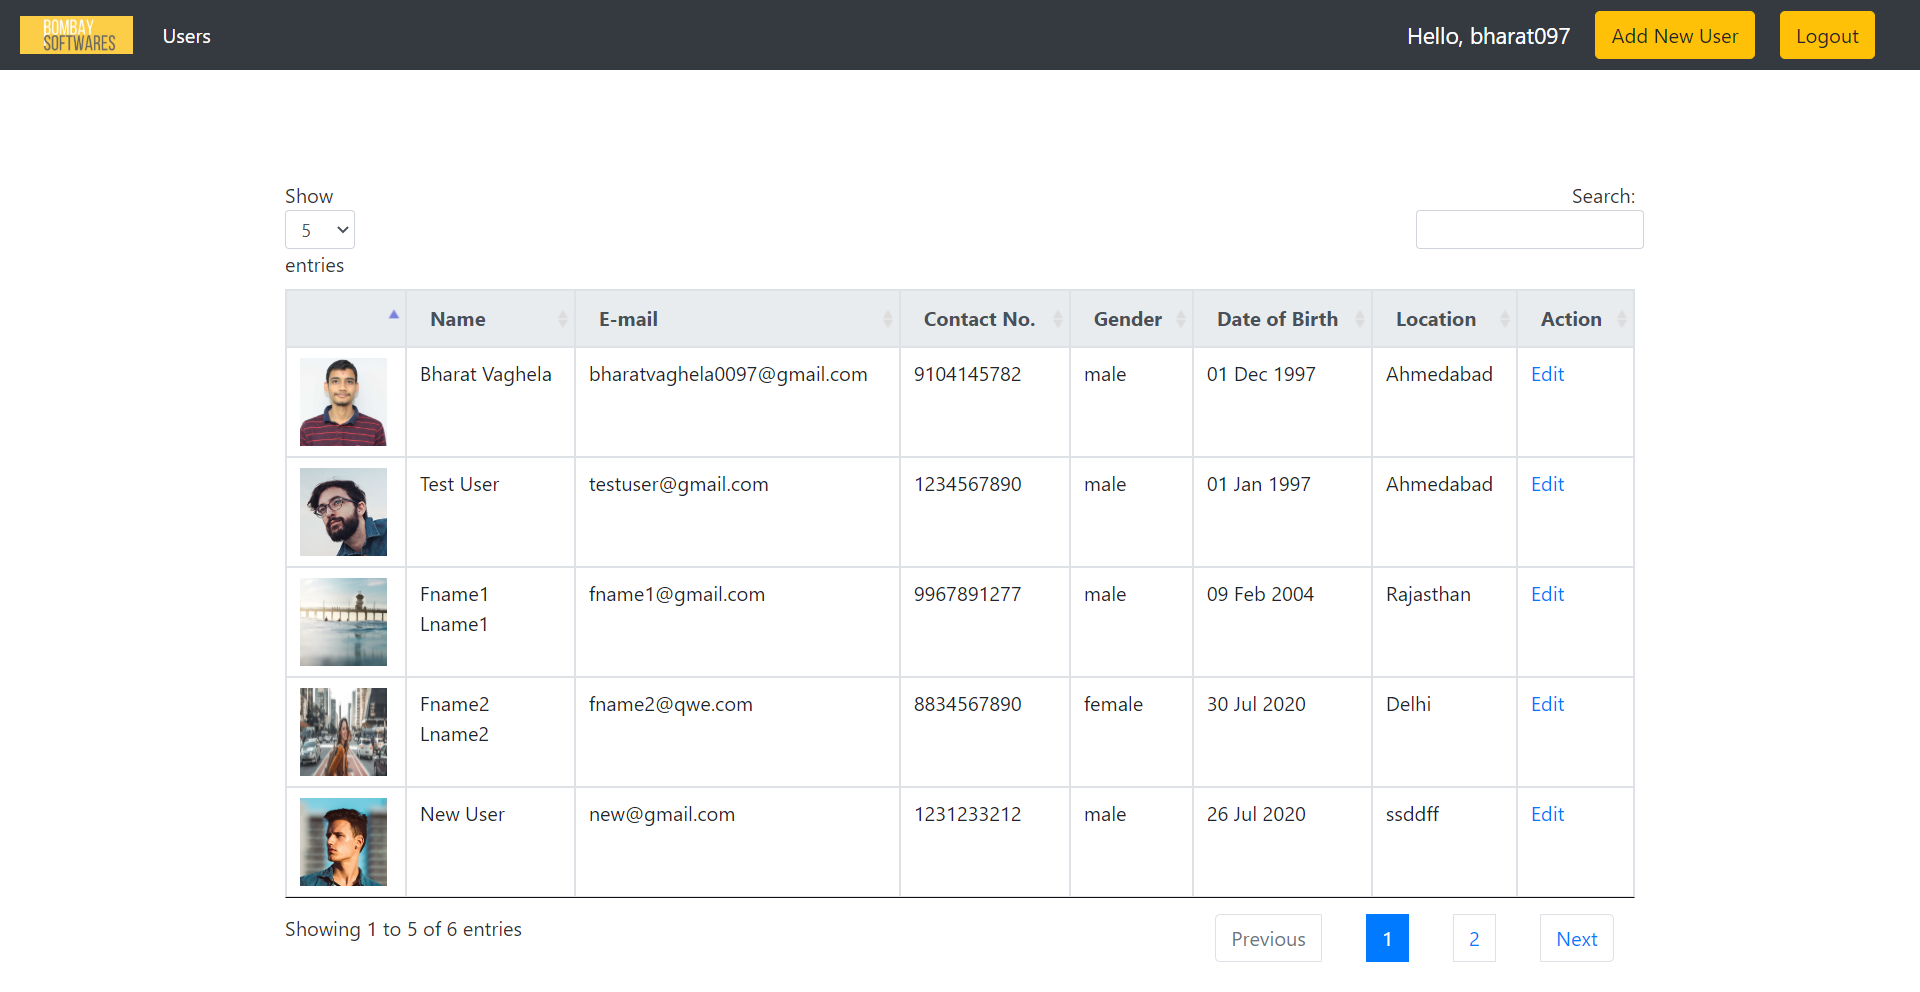 BOMBAY
SOFTWARES
Users
Hello, bharat097
Add New User
Logout
Show
5
entries
Search:
Name E-mail Contact No. Gender Date of Birth Location Action
Bharat Vaghela bharatvaghela0097@gmail.com 9104145782 male 01 Dec 1997 Ahmedabad Edit
Test User testuser@gmail.com 1234567890 male 01 Jan 1997 Ahmedabad Edit
Fname1 fname1@gmail.com 9967891277 male 09 Feb 2004 Rajasthan Edit
Lname1
Fname2 fname2@qwe.com 8834567890 female 30 Jul 2020 Delhi Edit
Lname2
New User new@gmail.com 1231233212 male 26 Jul 2020 ssddff Edit
Showing 1 to 5 of 6 entries
Previous 1 2 Next